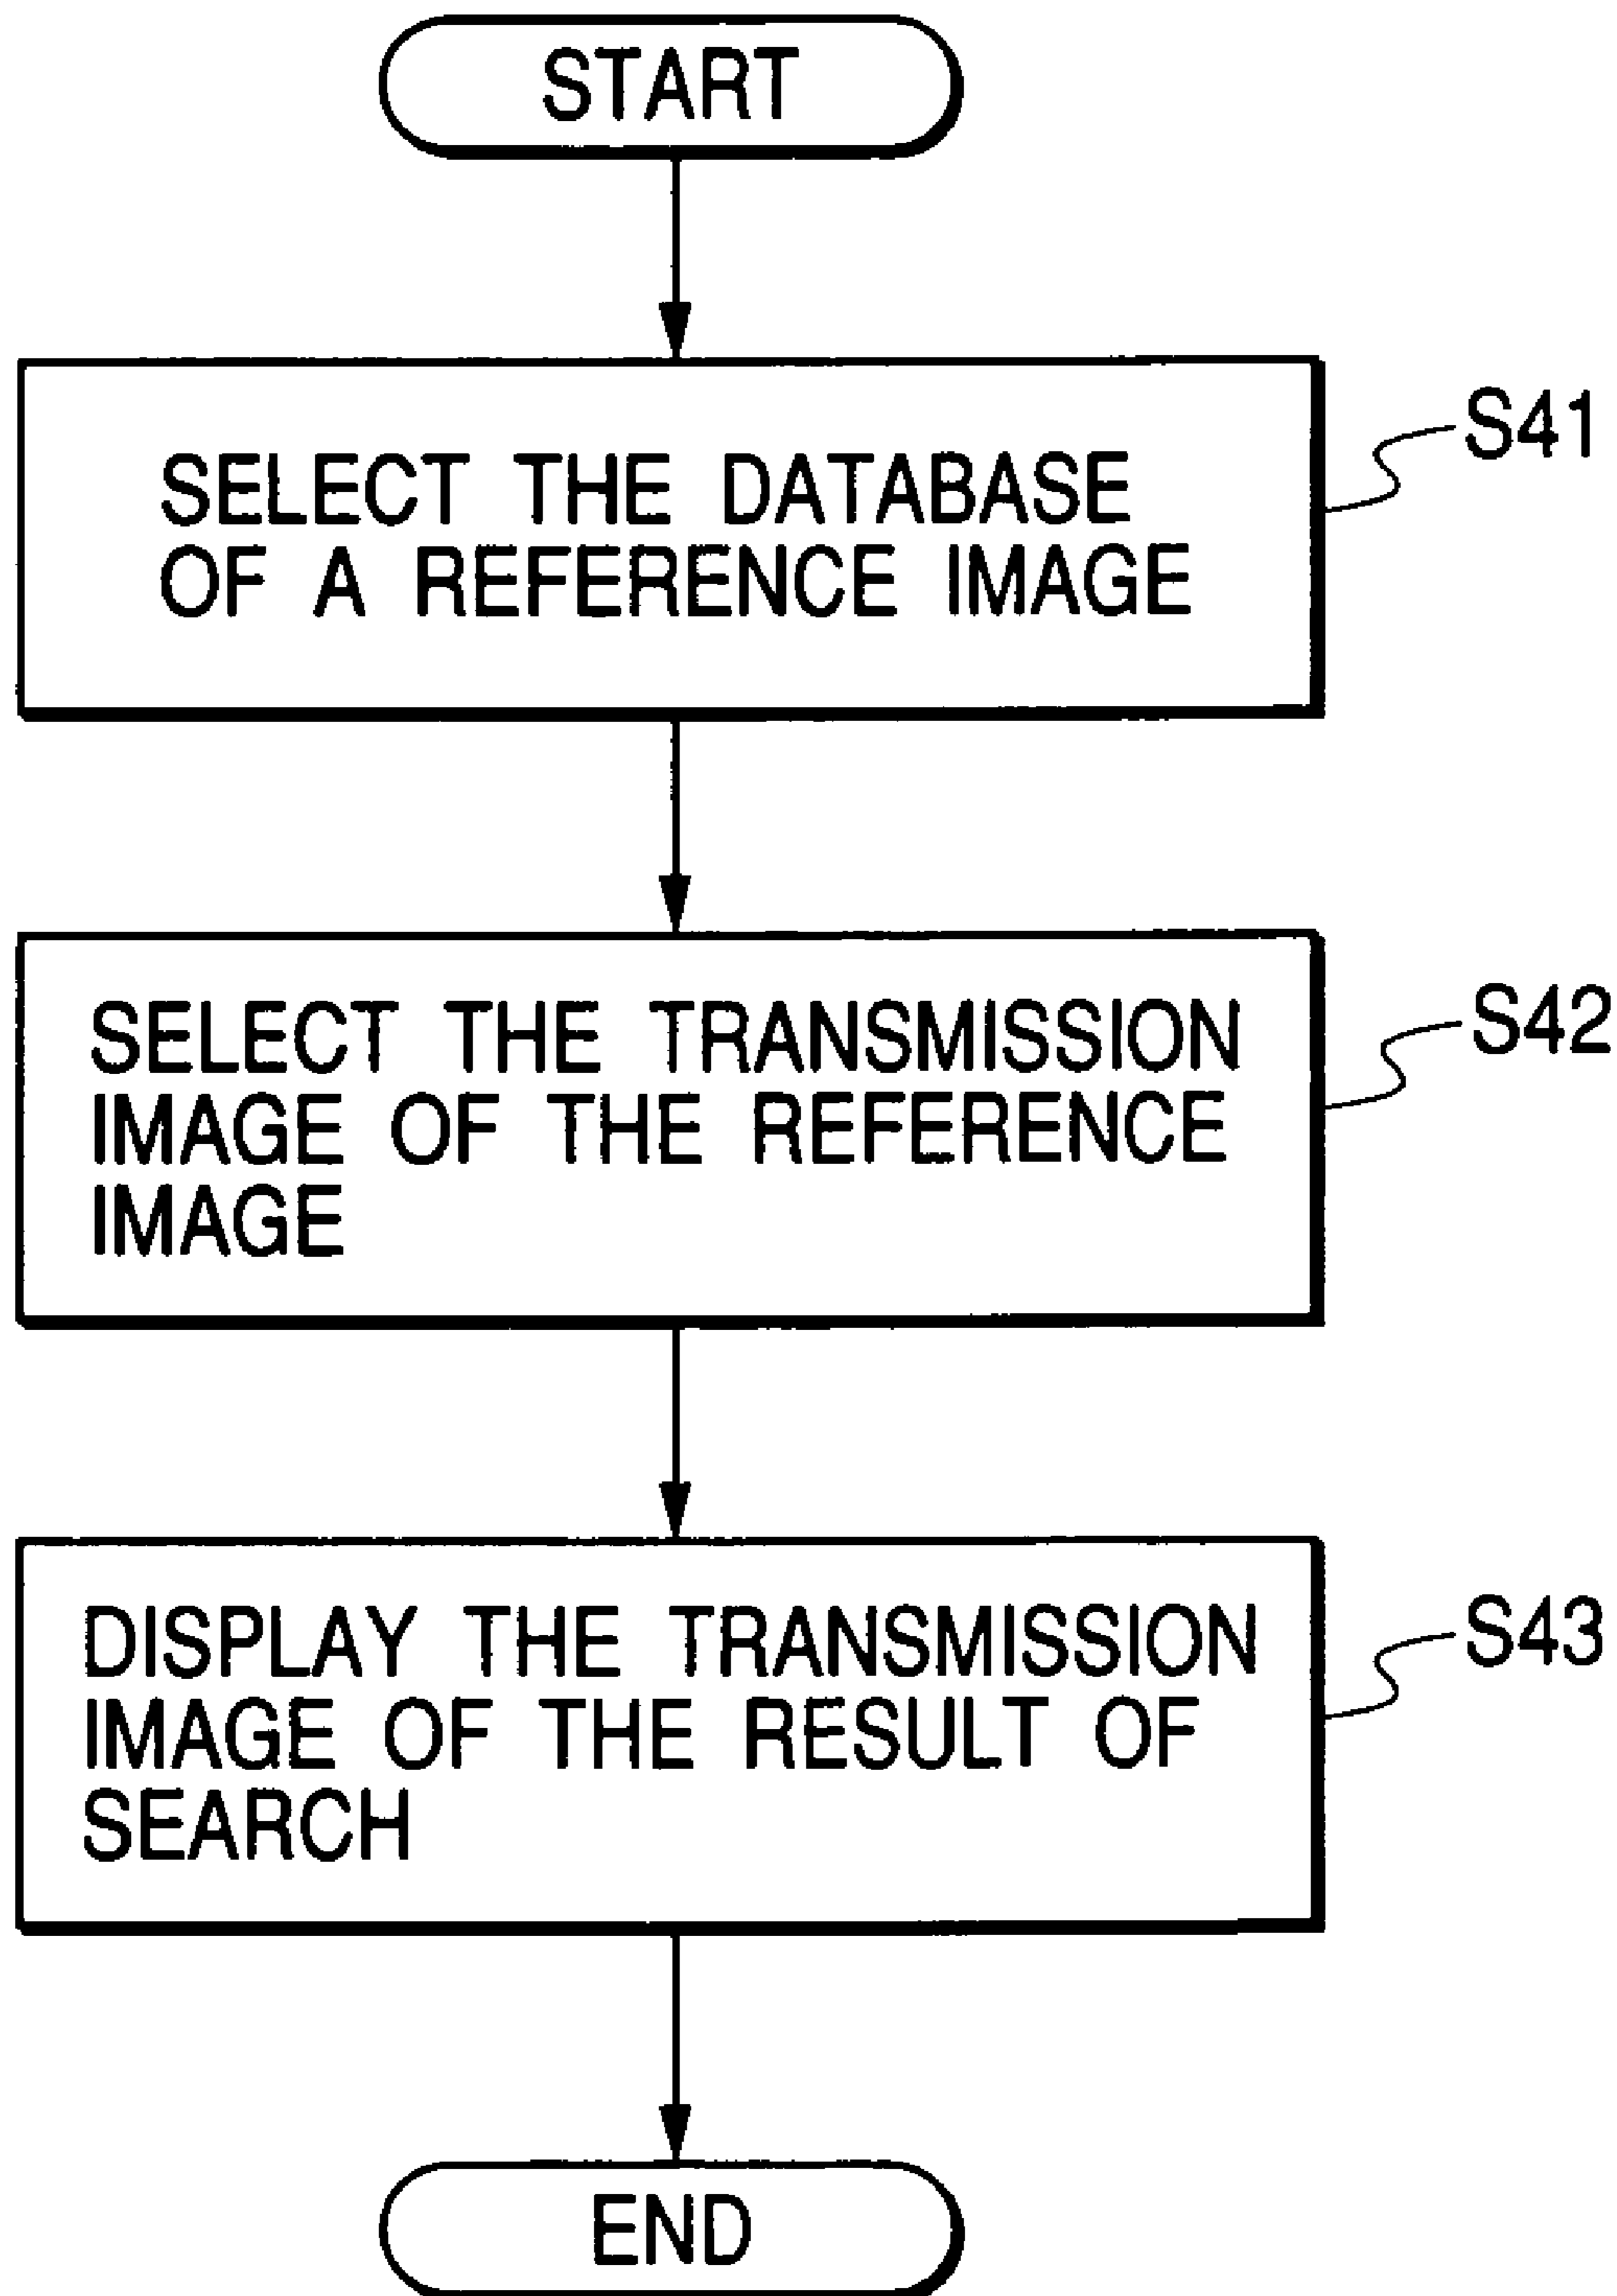 START
SELECT THE DATABASE
OF A REFERENCE IMAGE
S41
SELECT THE TRANSMISSION
IMAGE OF THE REFERENCE
IMAGE
S42
DISPLAY THE TRANSMISSION
IMAGE OF THE RESULT OF
SEARCH
S43
END